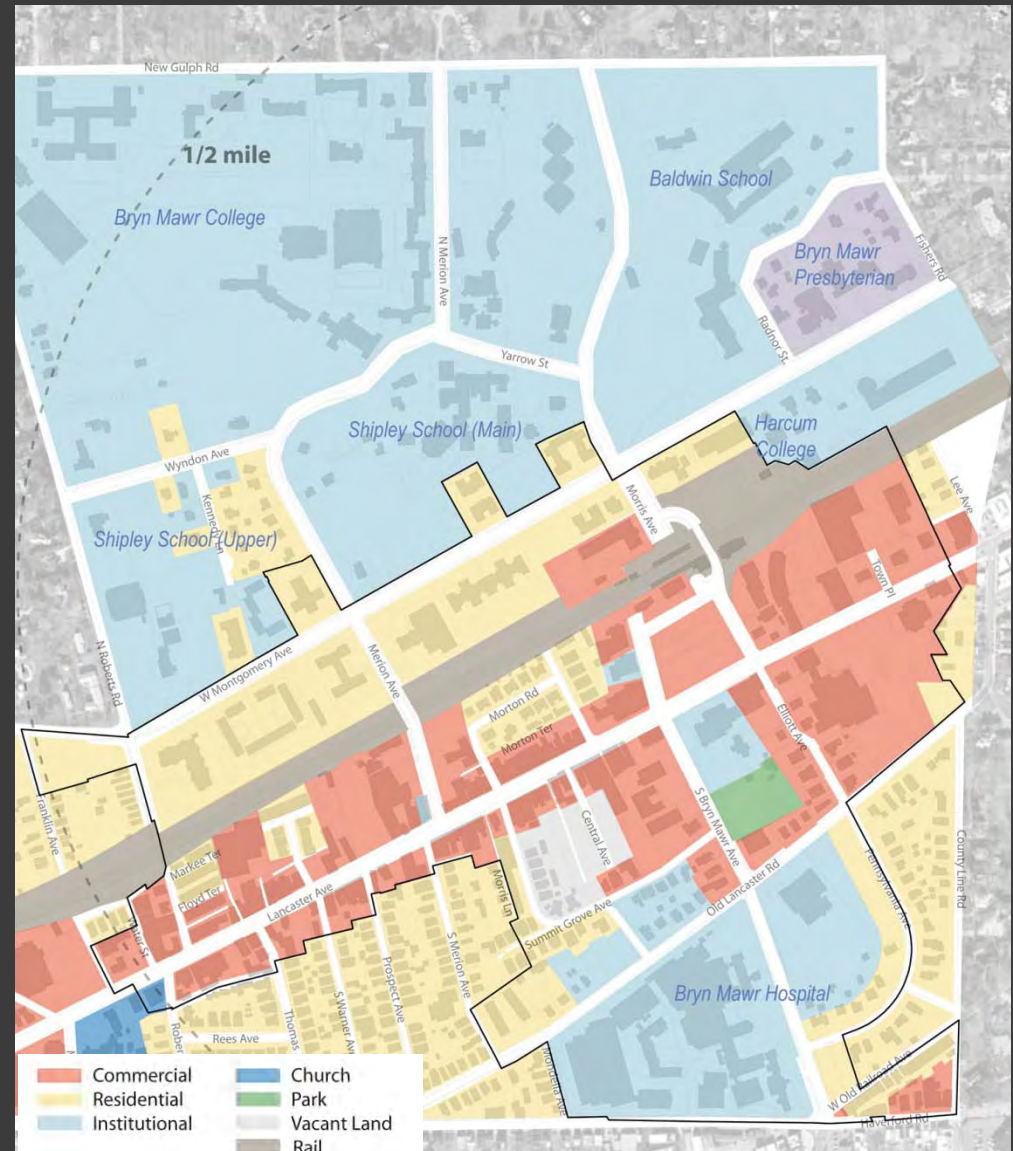 New Gulph Rd
1/2 mile
Bryn Mawr College
Baldwin School
N Merion Ave
Bryn Mawr
Presbyterian
Fishers Rd
Radnor St.
Yarrow St
Shipley School (Main)
Harcum
College
Wyndon Ave
Shipley School (Upper)
Morris Ave
Lee Ave
Town Pl
N Roberts Rd
W Montgomery Ave
Merion Ave
Morton Rd
Morton Ter
Elliott Ave
S Bryn Mawr Ave
Central Ave
Franklin Ave
Markee Ter
Floyd Ter
Lancaster Ave
Morris Ln
Old Lancaster Rd
Pennsylvania Ave
County Line Rd
Summit Grove Ave
S Merion Ave
Prospect Ave
S Warner Ave
Thomas
Rober
Rees Ave
Bryn Mawr Hospital
Mondella Ave
W Old Railroad Ave
Haverford Rd
Commercial
Residential
Institutional
Church
Park
Vacant Land
Rail